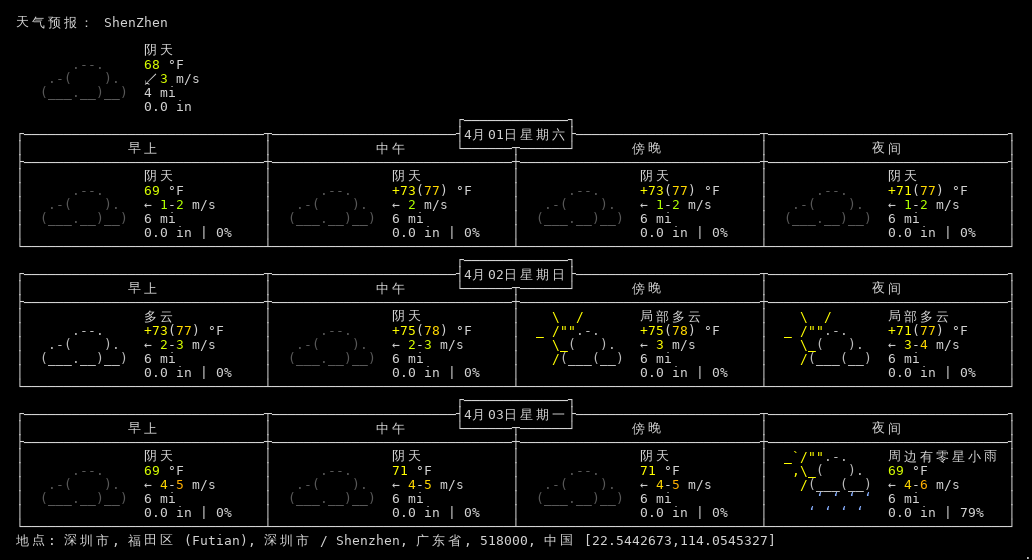 天气预报： ShenZhen
阴天
68 °F
↙ 3 m/s
4 mi
0.0 in
4月01日星期六
早上 中午 傍晚 夜间
阴天 阴天 阴天 阴天
69 °F +73(77) °F +73(77) °F +71(77) °F
← 1-2 m/s ← 2 m/s ← 1-2 m/s ← 1-2 m/s
6 mi 6 mi 6 mi 6 mi
0.0 in | 0% 0.0 in | 0% 0.0 in | 0% 0.0 in | 0%
4月02日星期日
早上 中午 傍晚 夜间
多云 阴天 局部多云 局部多云
+73(77) °F +75(78) °F +75(78) °F +71(77) °F
← 2-3 m/s ← 2-3 m/s ← 3 m/s ← 3-4 m/s
6 mi 6 mi 6 mi 6 mi
0.0 in | 0% 0.0 in | 0% 0.0 in | 0% 0.0 in | 0%
4月03日星期一
早上 中午 傍晚 夜间
阴天 阴天 阴天 周边有零星小雨
69 °F 71 °F 71 °F 69 °F
← 4-5 m/s ← 4-5 m/s ← 4-5 m/s ← 4-6 m/s
6 mi 6 mi 6 mi 6 mi
0.0 in | 0% 0.0 in | 0% 0.0 in | 0% 0.0 in | 79%
地点: 深圳市, 福田区 (Futian), 深圳市 / Shenzhen, 广东省, 518000, 中国 [22.5442673,114.0545327]